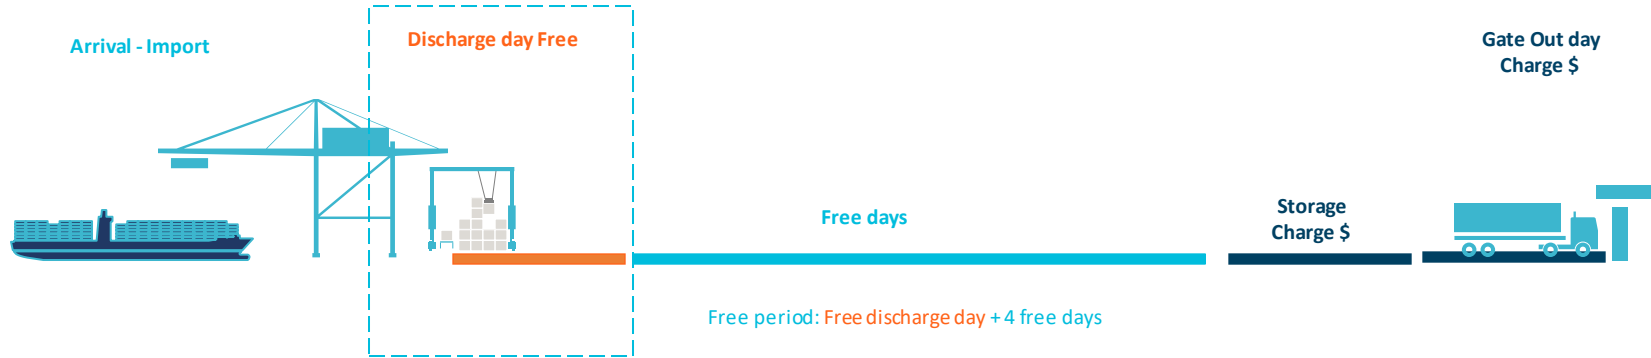 Arrival - Import
Discharge day Free
Gate Out day
Charge $
Free days
Storage
Charge $
Free period: Free discharge day + 4 free days